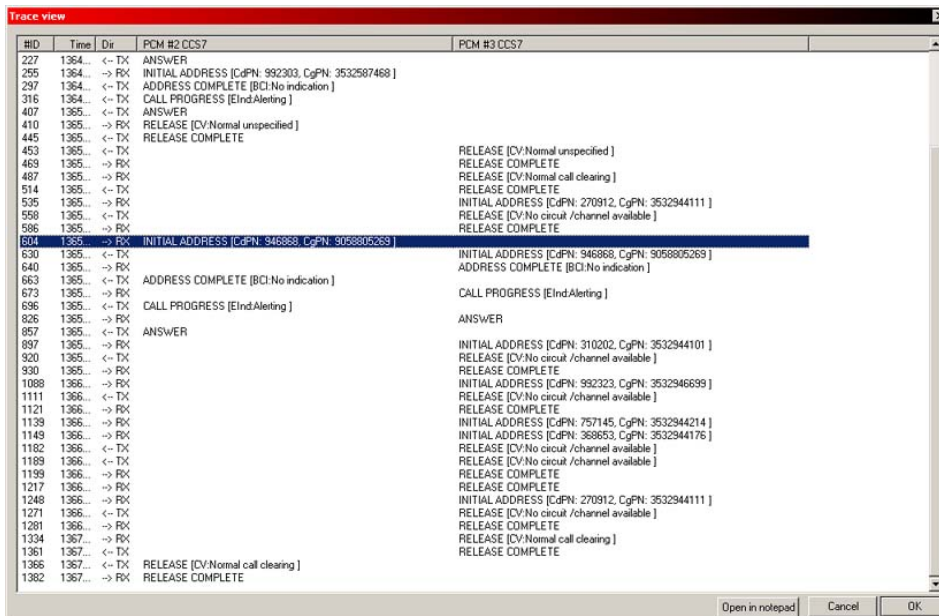 Trace view
#ID Time Dir PCM #2 CCS7 PCM #3 CCS7
227 1364... <-- TX ANSWER
255 1364... --> RX INITIAL ADDRESS [CdPN: 992303, CgPN: 3532587468 ]
297 1364... <-- TX ADDRESS COMPLETE [BCI:No indication ]
316 1364... <-- TX CALL PROGRESS [EInd:Alerting ]
407 1365... <-- TX ANSWER
410 1365... --> RX RELEASE [CV:Normal unspecified ]
445 1365... <-- TX RELEASE COMPLETE
453 1365... <-- TX RELEASE [CV:Normal unspecified ]
469 1365... --> RX RELEASE COMPLETE
487 1365... --> RX RELEASE [CV:Normal call clearing ]
514 1365... <-- TX RELEASE COMPLETE
535 1365... --> RX INITIAL ADDRESS [CdPN: 270912, CgPN: 3532944111 ]
558 1365... <-- TX RELEASE [CV:No circuit /channel available ]
586 1365... --> RX RELEASE COMPLETE
604 1365... --> RX INITIAL ADDRESS [CdPN: 946868, CgPN: 9058805269 ]
630 1365... <-- TX INITIAL ADDRESS [CdPN: 946868, CgPN: 9058805269 ]
640 1365... --> RX ADDRESS COMPLETE [BCI:No indication ]
663 1365... <-- TX ADDRESS COMPLETE [BCI:No indication ]
673 1365... --> RX CALL PROGRESS [EInd:Alerting ]
696 1365... <-- TX CALL PROGRESS [EInd:Alerting ]
826 1365... --> RX ANSWER
857 1365... <-- TX ANSWER
897 1365... --> RX INITIAL ADDRESS [CdPN: 310202, CgPN: 3532944101 ]
920 1365... <-- TX RELEASE [CV:No circuit /channel available ]
930 1365... --> RX RELEASE COMPLETE
1088 1366... --> RX INITIAL ADDRESS [CdPN: 992323, CgPN: 3532946699 ]
1111 1366... <-- TX RELEASE [CV:No circuit /channel available ]
1121 1366... --> RX RELEASE COMPLETE
1139 1366... --> RX INITIAL ADDRESS [CdPN: 757145, CgPN: 3532944214 ]
1149 1366... --> RX INITIAL ADDRESS [CdPN: 368653, CgPN: 3532944176 ]
1182 1366... <-- TX RELEASE [CV:No circuit /channel available ]
1189 1366... <-- TX RELEASE [CV:No circuit /channel available ]
1199 1366... --> RX RELEASE COMPLETE
1217 1366... --> RX RELEASE COMPLETE
1248 1366... --> RX INITIAL ADDRESS [CdPN: 270912, CgPN: 3532944111 ]
1271 1366... <-- TX RELEASE [CV:No circuit /channel available ]
1281 1366... --> RX RELEASE COMPLETE
1334 1367... --> RX RELEASE [CV:Normal call clearing ]
1361 1367... <-- TX RELEASE COMPLETE
1366 1367... <-- TX RELEASE [CV:Normal call clearing ]
1382 1367... --> RX RELEASE COMPLETE
Open in notepad Cancel OK